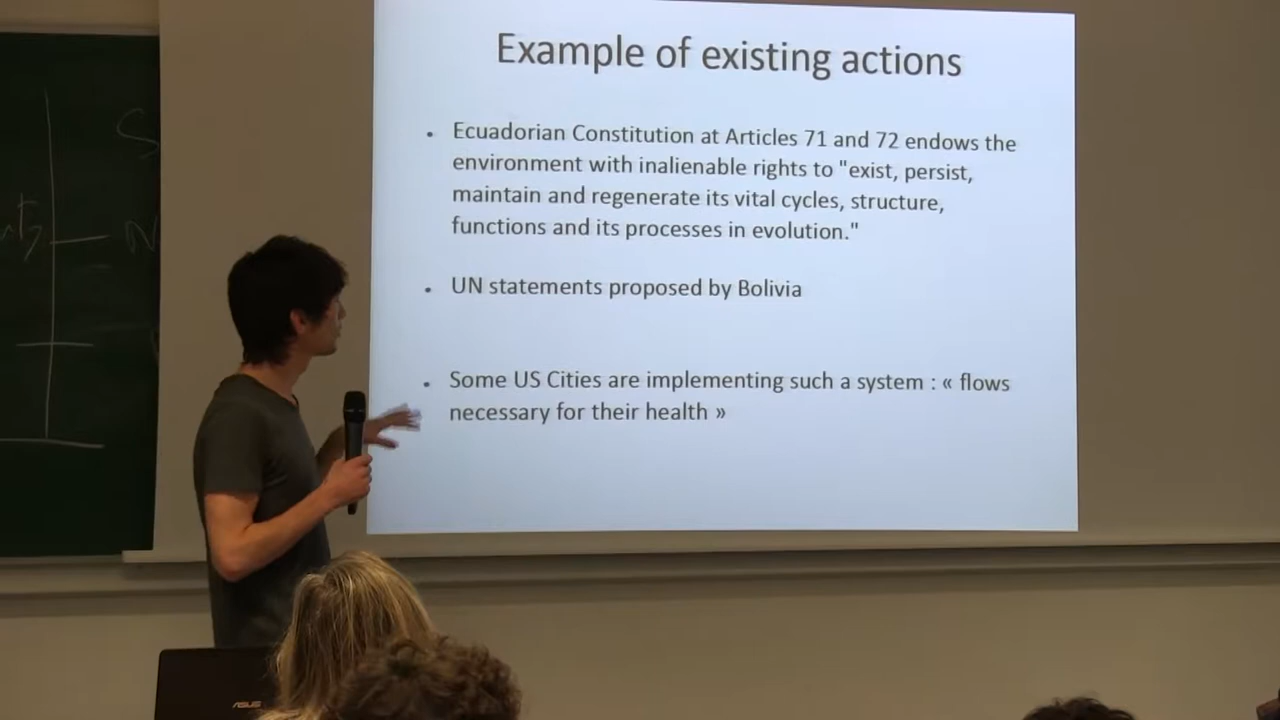 Example of existing actions
• Ecuadorian Constitution at Articles 71 and 72 endows the
environment with inalienable rights to "exist, persist,
maintain and regenerate its vital cycles, structure,
functions and its processes in evolution."
• UN statements proposed by Bolivia
• Some US Cities are implementing such a system : « flows
necessary for their health »
ASUS